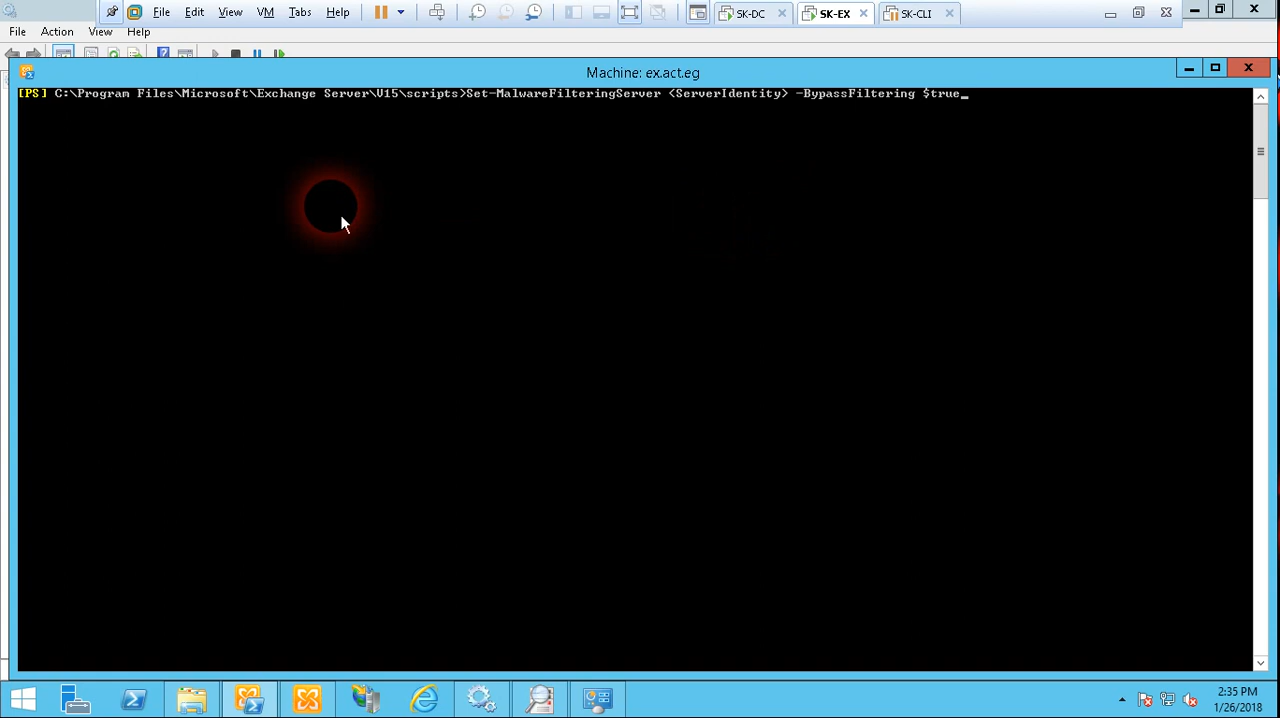 File Edit View VM Tabs Help SK-DC SK-EX SK-CLI
File Action View Help
Machine: ex.act.eg
[PS] C:\Program Files\Microsoft\Exchange Server\V15\scripts>Set-MalwareFilteringServer <ServerIdentity> -BypassFiltering $true_
2:35 PM
1/26/2018